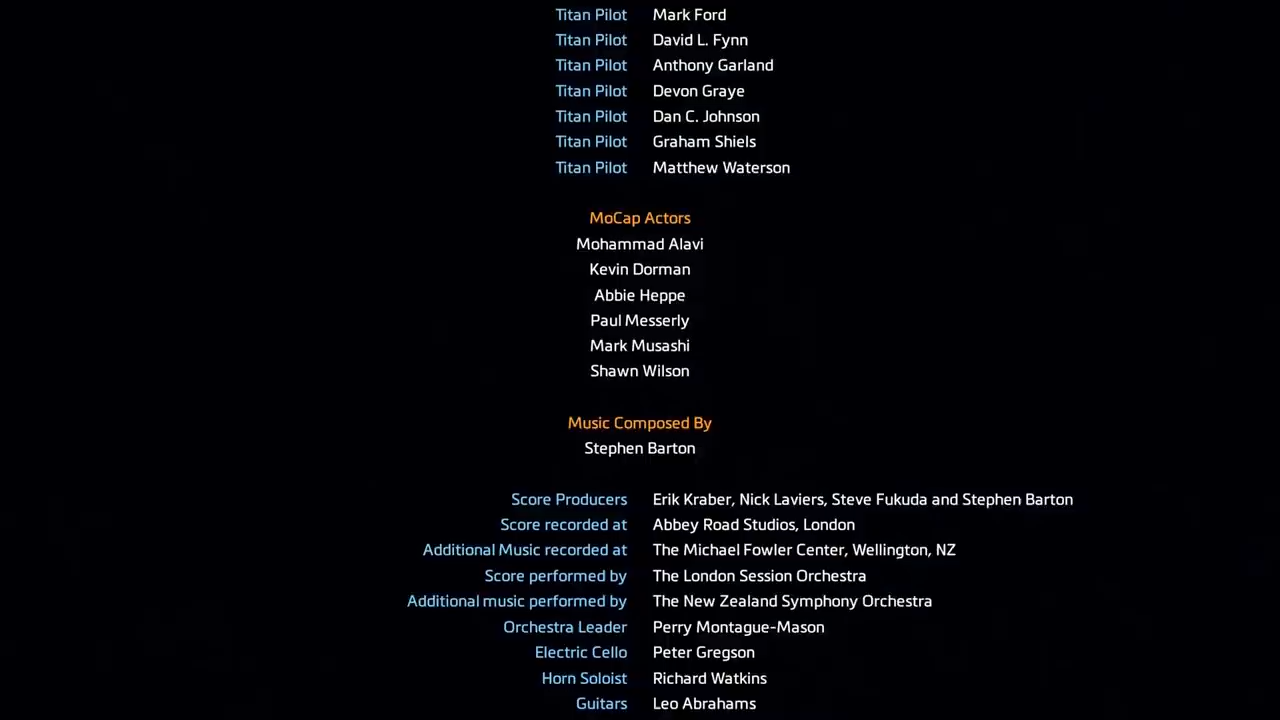 Titan Pilot Mark Ford
Titan Pilot David L. Fynn
Titan Pilot Anthony Garland
Titan Pilot Devon Graye
Titan Pilot Dan C. Johnson
Titan Pilot Graham Shiels
Titan Pilot Matthew Waterson
MoCap Actors
Mohammad Alavi
Kevin Dorman
Abbie Heppe
Paul Messerly
Mark Musashi
Shawn Wilson
Music Composed By
Stephen Barton
Score Producers Erik Kraber, Nick Laviers, Steve Fukuda and Stephen Barton
Score recorded at Abbey Road Studios, London
Additional Music recorded at The Michael Fowler Center, Wellington, NZ
Score performed by The London Session Orchestra
Additional music performed by The New Zealand Symphony Orchestra
Orchestra Leader Perry Montague-Mason
Electric Cello Peter Gregson
Horn Soloist Richard Watkins
Guitars Leo Abrahams